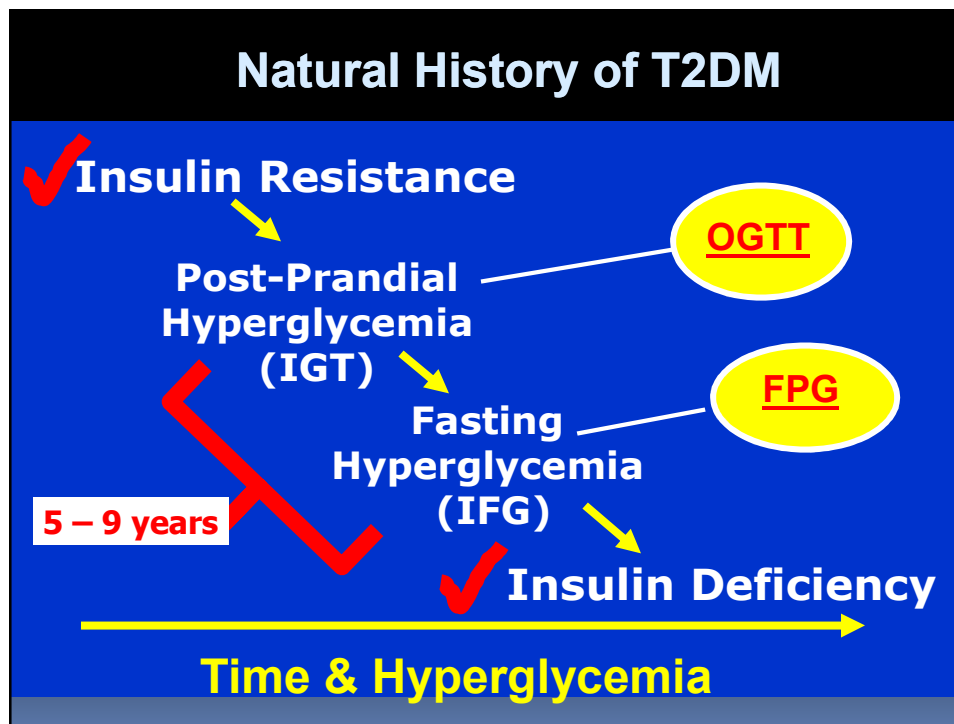 Natural History of T2DM
Insulin Resistance
OGTT
Post-Prandial
Hyperglycemia
(IGT)
FPG
Fasting
Hyperglycemia
(IFG)
5 – 9 years
Insulin Deficiency
Time & Hyperglycemia